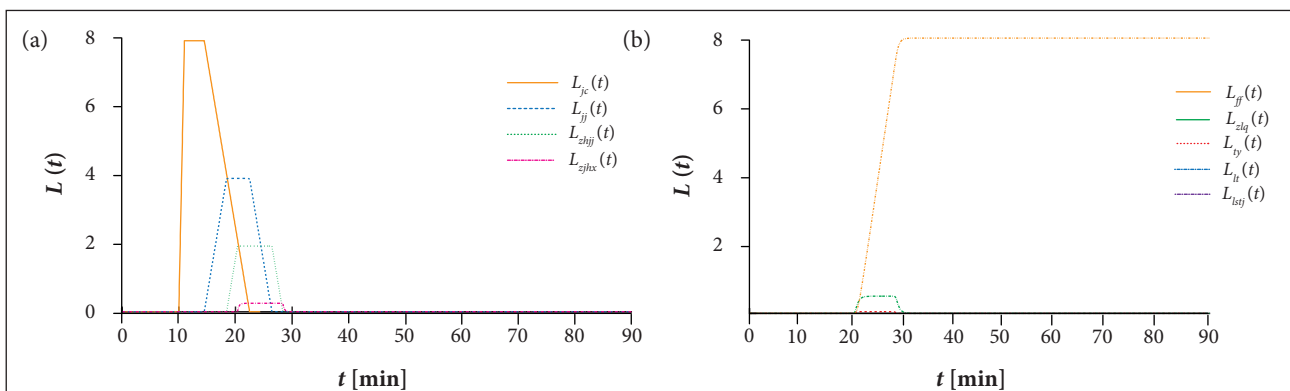 (a)
8
6
4
2
0
L (t)
0 10 20 30 40 50 60 70 80 90
t [min]
L_jc (t)
L_jj (t)
L_zhjj (t)
L_zjhx (t)
(b)
8
6
4
2
L (t)
0 10 20 30 40 50 60 70 80 90
t [min]
L_ff (t)
L_zlq (t)
L_ty (t)
L_lt (t)
L_lstj (t)